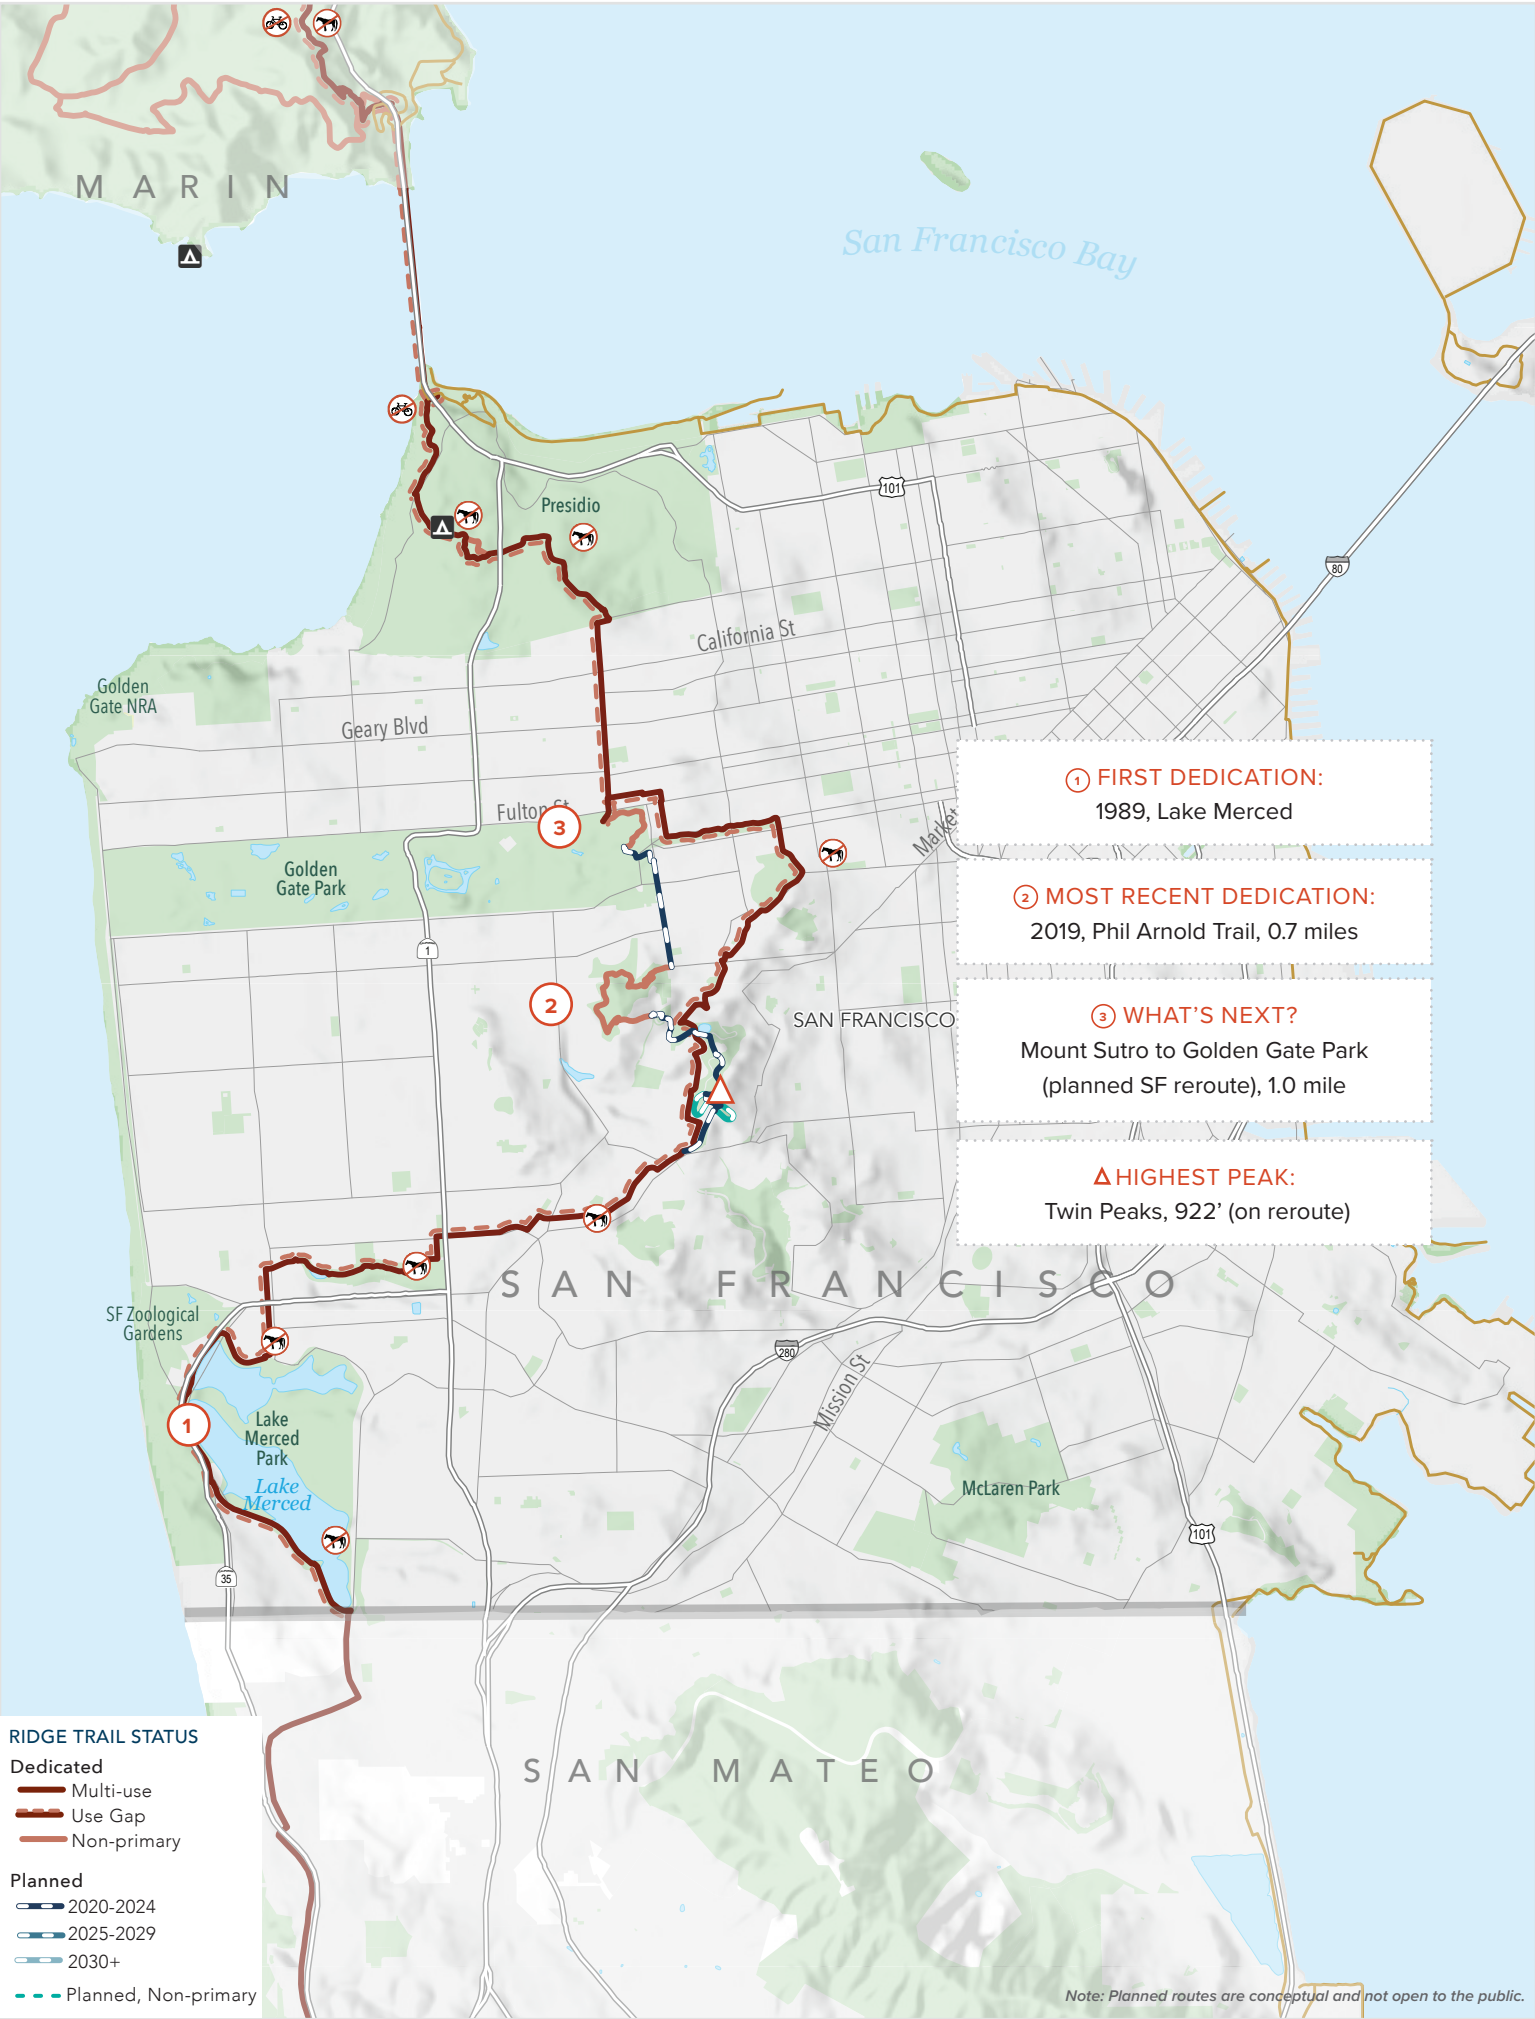 MARIN
San Francisco Bay
101
Presidio
80
California St
Golden
Gate NRA
Geary Blvd
Fulton St
3
Market
Golden
Gate Park
1
2
SAN FRANCISCO
1 FIRST DEDICATION:
1989, Lake Merced
2 MOST RECENT DEDICATION:
2019, Phil Arnold Trail, 0.7 miles
3 WHAT'S NEXT?
Mount Sutro to Golden Gate Park
(planned SF reroute), 1.0 mile
HIGHEST PEAK:
Twin Peaks, 922' (on reroute)
SAN FRANCISCO
SF Zoological
Gardens
280
Mission St
1
Lake
Merced
Park
Lake
Merced
McLaren Park
101
35
SAN MATEO
RIDGE TRAIL STATUS
Dedicated
Multi-use
Use Gap
Non-primary
Planned
2020-2024
2025-2029
2030+
Planned, Non-primary
Note: Planned routes are conceptual and not open to the public.